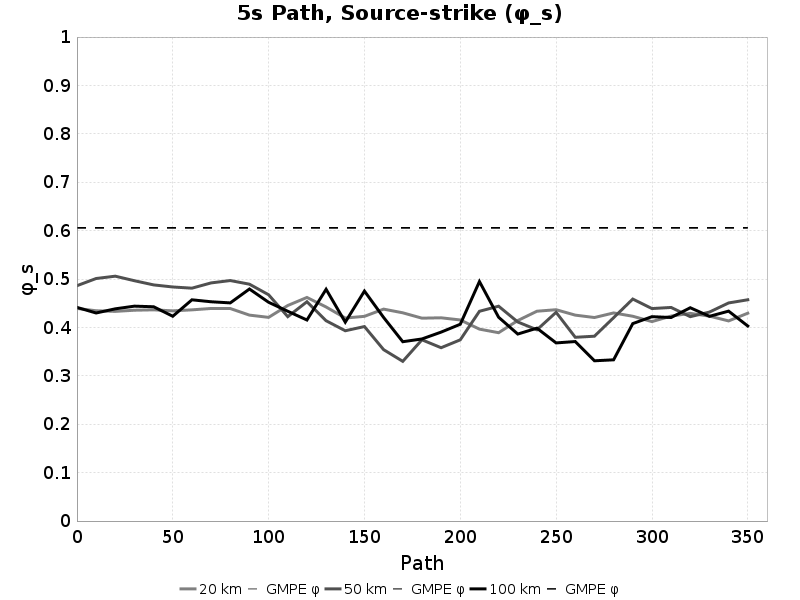 5s Path, Source-strike (φ_s)
1
0.9
0.8
0.7
0.6
0.5
0.4
0.3
0.2
0.1
0
φ_s
0 50 100 150 200 250 300 350
Path
20 km GMPE φ 50 km GMPE φ 100 km GMPE φ